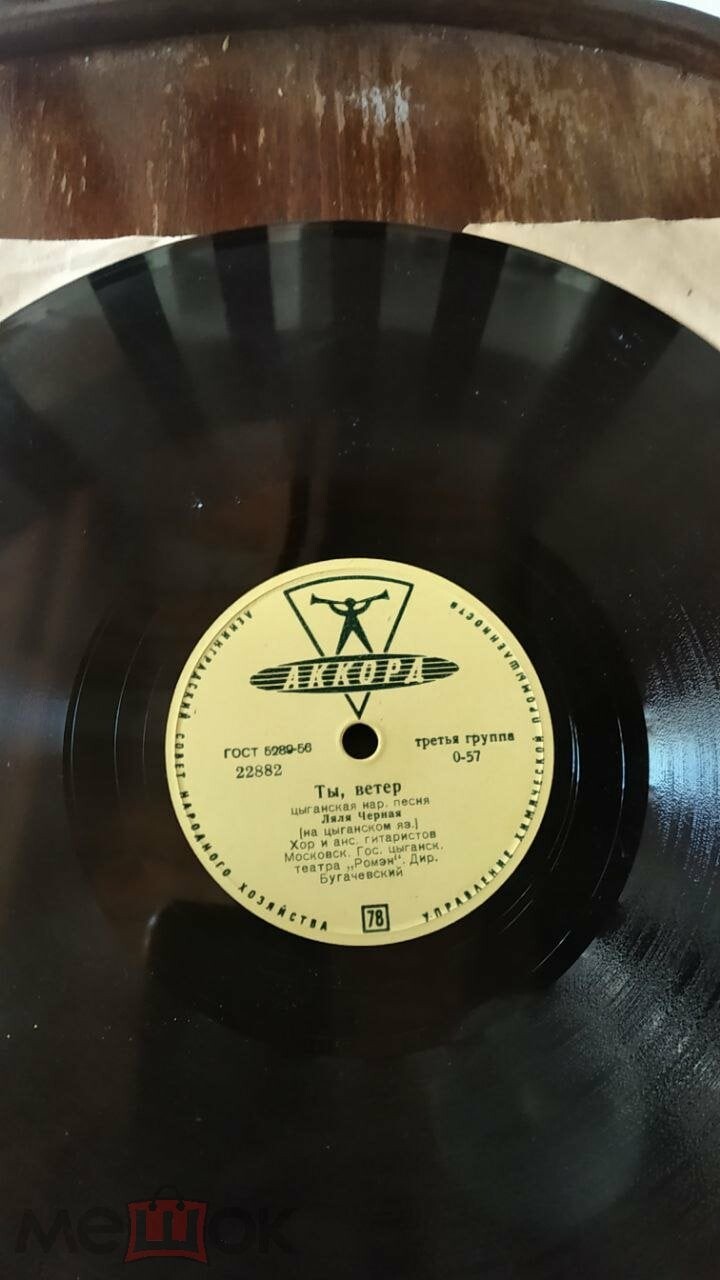 АККОРД
ЛЕНИНГРАДСКИЙ СОВЕТ НАРОДНОГО ХОЗЯЙСТВА
УПРАВЛЕНИЕ ХИМИЧЕСКОЙ ПРОМЫШЛЕННОСТИ
ГОСТ 5289-56
22882
третья группа
0-57
Ты, ветер
цыганская нар. песня
Ляля Черная
(на цыганском яз.)
Хор и анс. гитаристов
Московск. Гос. цыганск.
театра „Ромэн“. Дир.
Бугачевский
78
мешок